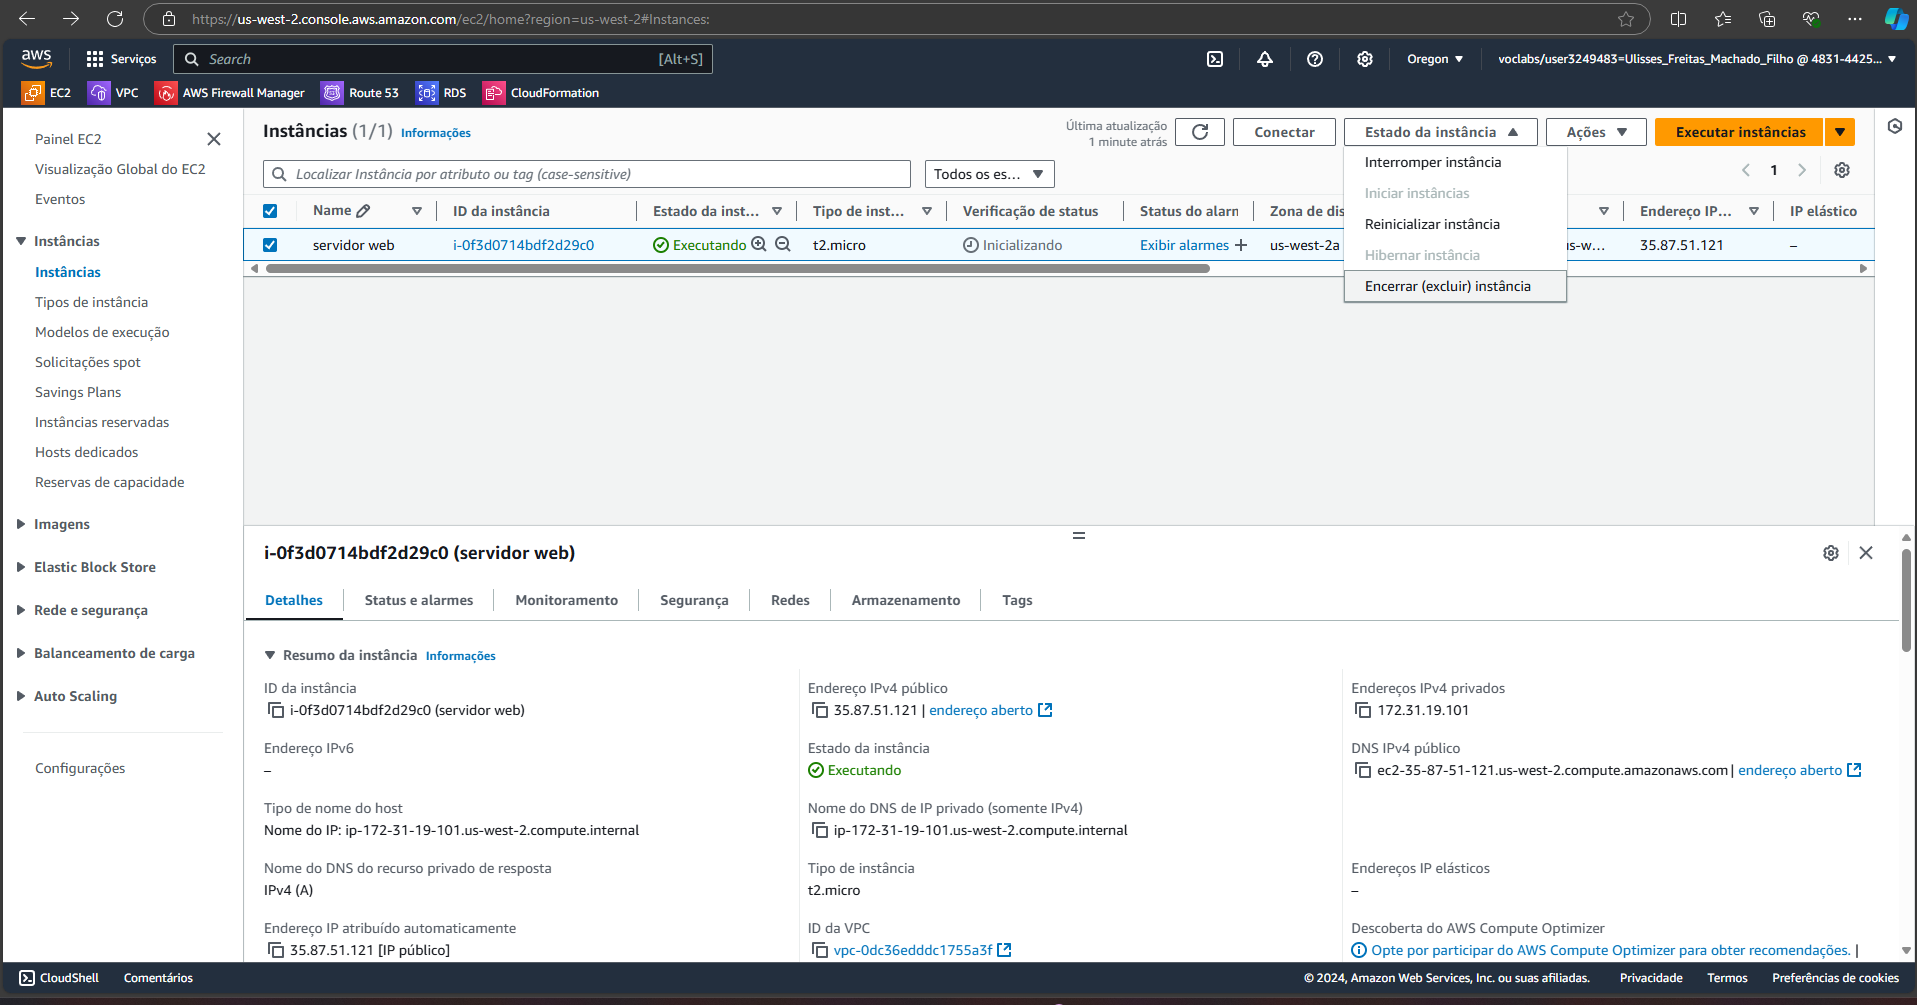 https://us-west-2.console.aws.amazon.com/ec2/home?region=us-west-2#Instances:
aws
Serviços
Search
[Alt+S]
Oregon
voclabs/user3249483=Ulisses_Freitas_Machado_Filho @ 4831-4425...
EC2
VPC
AWS Firewall Manager
Route 53
RDS
CloudFormation
Painel EC2
Visualização Global do EC2
Eventos
Instâncias
Instâncias
Tipos de instância
Modelos de execução
Solicitações spot
Savings Plans
Instâncias reservadas
Hosts dedicados
Reservas de capacidade
Imagens
Elastic Block Store
Rede e segurança
Balanceamento de carga
Auto Scaling
Configurações
Instâncias (1/1) Informações
Última atualização
1 minute atrás
Conectar
Estado da instância
Ações
Executar instâncias
Interromper instância
Iniciar instâncias
Reinicializar instância
Hibernar instância
Encerrar (excluir) instância
Localizar Instância por atributo ou tag (case-sensitive)
Todos os es...
1
Name
ID da instância
Estado da inst...
Tipo de inst...
Verificação de status
Status do alarn
Zona de dis
Endereço IP...
IP elástico
servidor web
i-0f3d0714bdf2d29c0
Executando
t2.micro
Inicializando
Exibir alarmes +
us-west-2a
us-w...
35.87.51.121
–
i-0f3d0714bdf2d29c0 (servidor web)
Detalhes
Status e alarmes
Monitoramento
Segurança
Redes
Armazenamento
Tags
Resumo da instância Informações
ID da instância
i-0f3d0714bdf2d29c0 (servidor web)
Endereço IPv4 público
35.87.51.121 | endereço aberto
Endereços IPv4 privados
172.31.19.101
Endereço IPv6
–
Estado da instância
Executando
DNS IPv4 público
ec2-35-87-51-121.us-west-2.compute.amazonaws.com | endereço aberto
Tipo de nome do host
Nome do IP: ip-172-31-19-101.us-west-2.compute.internal
Nome do DNS de IP privado (somente IPv4)
ip-172-31-19-101.us-west-2.compute.internal
Nome do DNS do recurso privado de resposta
IPv4 (A)
Tipo de instância
t2.micro
Endereços IP elásticos
–
Endereço IP atribuído automaticamente
35.87.51.121 [IP público]
ID da VPC
vpc-0dc36edddc1755a3f
Descoberta do AWS Compute Optimizer
Opte por participar do AWS Compute Optimizer para obter recomendações. |
CloudShell
Comentários
© 2024, Amazon Web Services, Inc. ou suas afiliadas.
Privacidade
Termos
Preferências de cookies